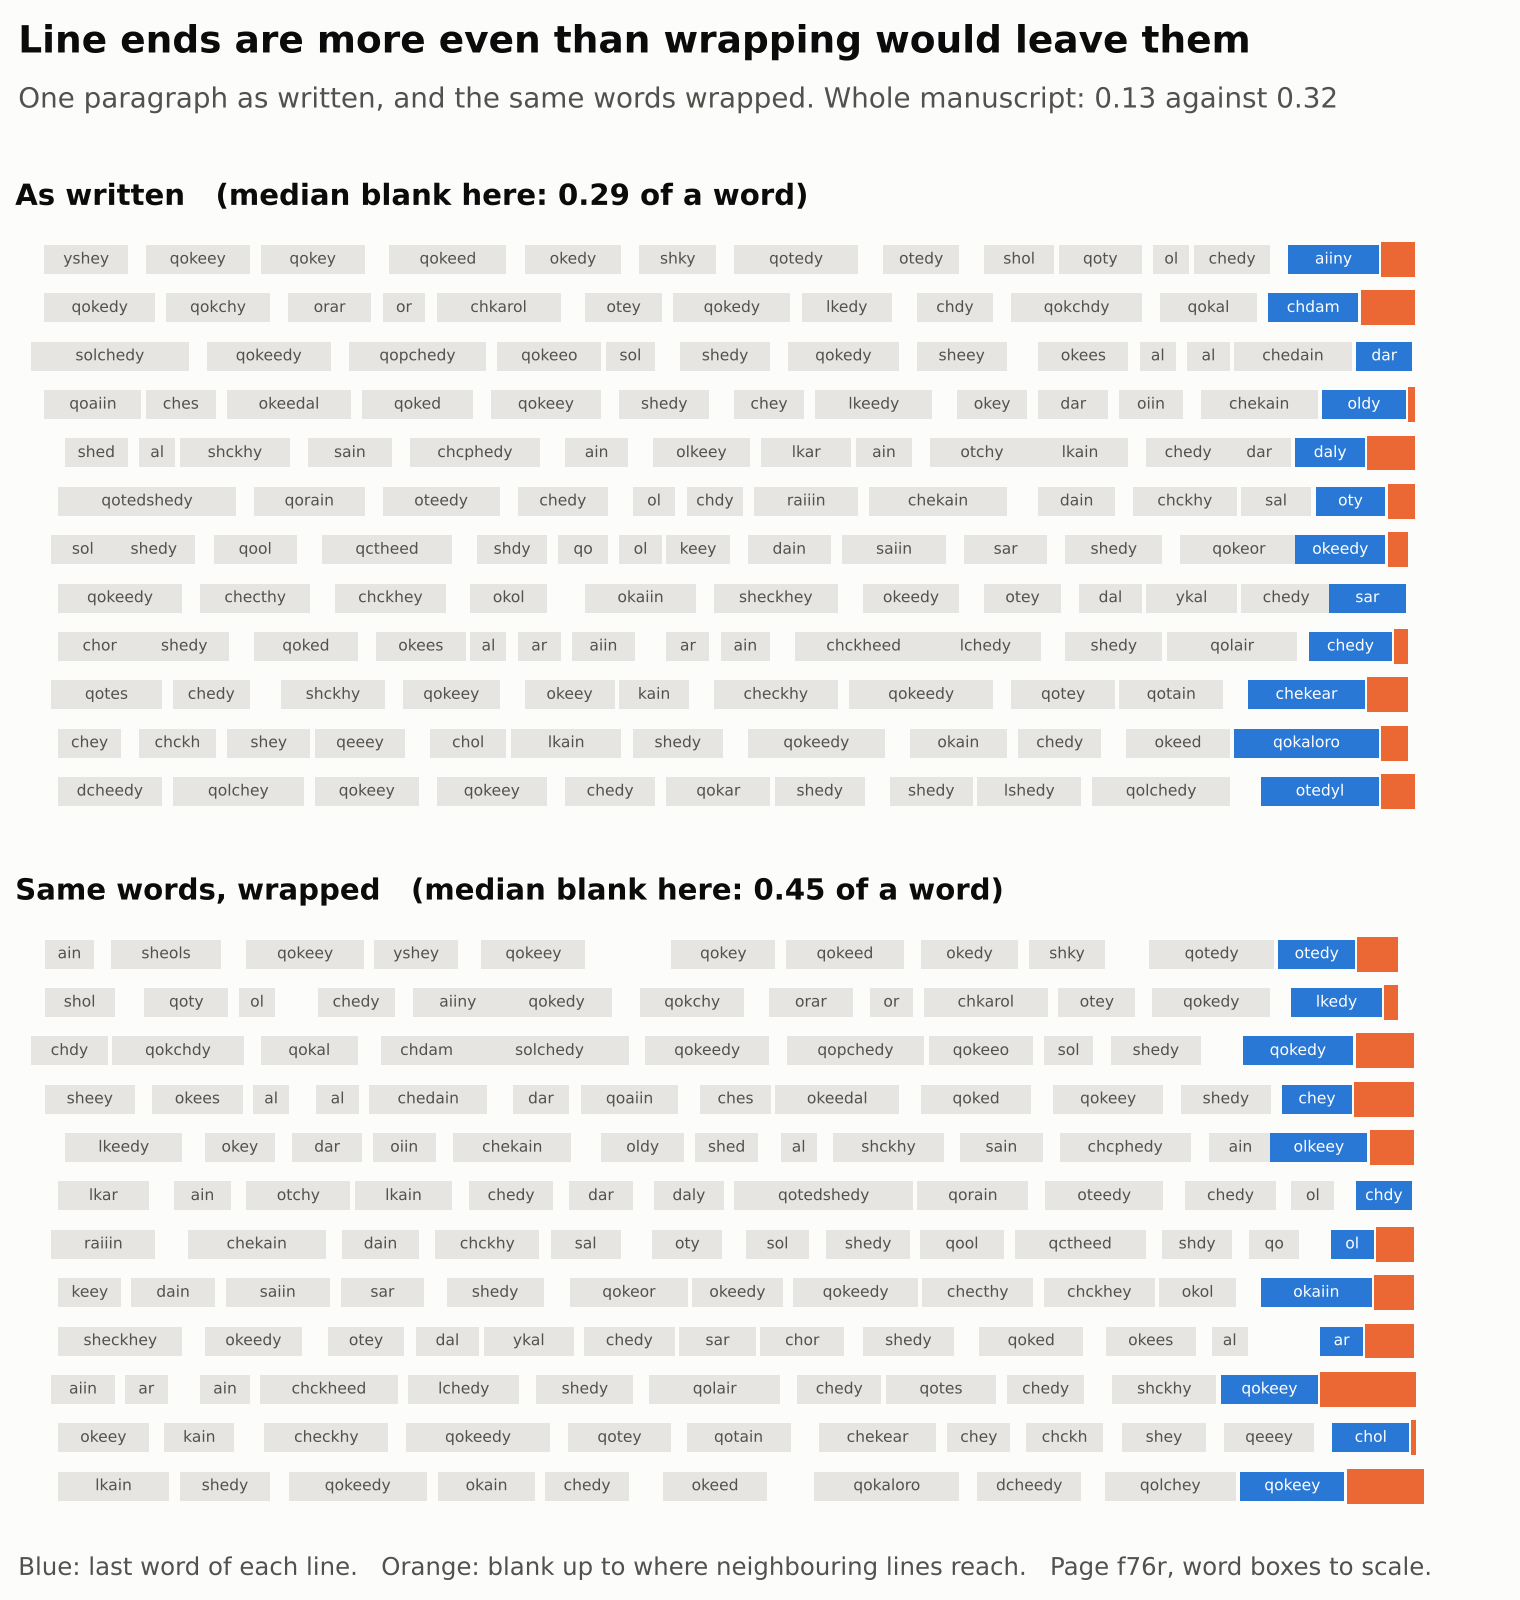 Line ends are more even than wrapping would leave them
One paragraph as written, and the same words wrapped. Whole manuscript: 0.13 against 0.32
As written (median blank here: 0.29 of a word)
yshey qokeey qokey qokeed okedy shky qotedy otedy shol qoty ol chedy aiiny
qokedy qokchy orar or chkarol otey qokedy lkedy chdy qokchdy qokal chdam
solchedy qokeedy qopchedy qokeeo sol shedy qokedy sheey okees al al chedain dar
qoaiin ches okeedal qoked qokeey shedy chey lkeedy okey dar oiin chekain oldy
shed al shckhy sain chcphedy ain olkeey lkar ain otchy lkain chedy dar daly
qotedshedy qorain oteedy chedy ol chdy raiiin chekain dain chckhy sal oty
sol shedy qool qctheed shdy qo ol keey dain saiin sar shedy qokeor okeedy
qokeedy checthy chckhey okol okaiin sheckhey okeedy otey dal ykal chedy sar
chor shedy qoked okees al ar aiin ar ain chckheed lchedy shedy qolair chedy
qotes chedy shckhy qokeey okeey kain checkhy qokeedy qotey qotain chekear
chey chckh shey qeeey chol lkain shedy qokeedy okain chedy okeed qokaloro
dcheedy qolchey qokeey qokeey chedy qokar shedy shedy lshedy qolchedy otedyl
Same words, wrapped (median blank here: 0.45 of a word)
ain sheols qokeey yshey qokeey qokey qokeed okedy shky qotedy otedy
shol qoty ol chedy aiiny qokedy qokchy orar or chkarol otey qokedy lkedy
chdy qokchdy qokal chdam solchedy qokeedy qopchedy qokeeo sol shedy qokedy
sheey okees al al chedain dar qoaiin ches okeedal qoked qokeey shedy chey
lkeedy okey dar oiin chekain oldy shed al shckhy sain chcphedy ain olkeey
lkar ain otchy lkain chedy dar daly qotedshedy qorain oteedy chedy ol chdy
raiiin chekain dain chckhy sal oty sol shedy qool qctheed shdy qo ol
keey dain saiin sar shedy qokeor okeedy qokeedy checthy chckhey okol okaiin
sheckhey okeedy otey dal ykal chedy sar chor shedy qoked okees al ar
aiin ar ain chckheed lchedy shedy qolair chedy qotes chedy shckhy qokeey
okeey kain checkhy qokeedy qotey qotain chekear chey chckh shey qeeey chol
lkain shedy qokeedy okain chedy okeed qokaloro dcheedy qolchey qokeey
Blue: last word of each line. Orange: blank up to where neighbouring lines reach. Page f76r, word boxes to scale.